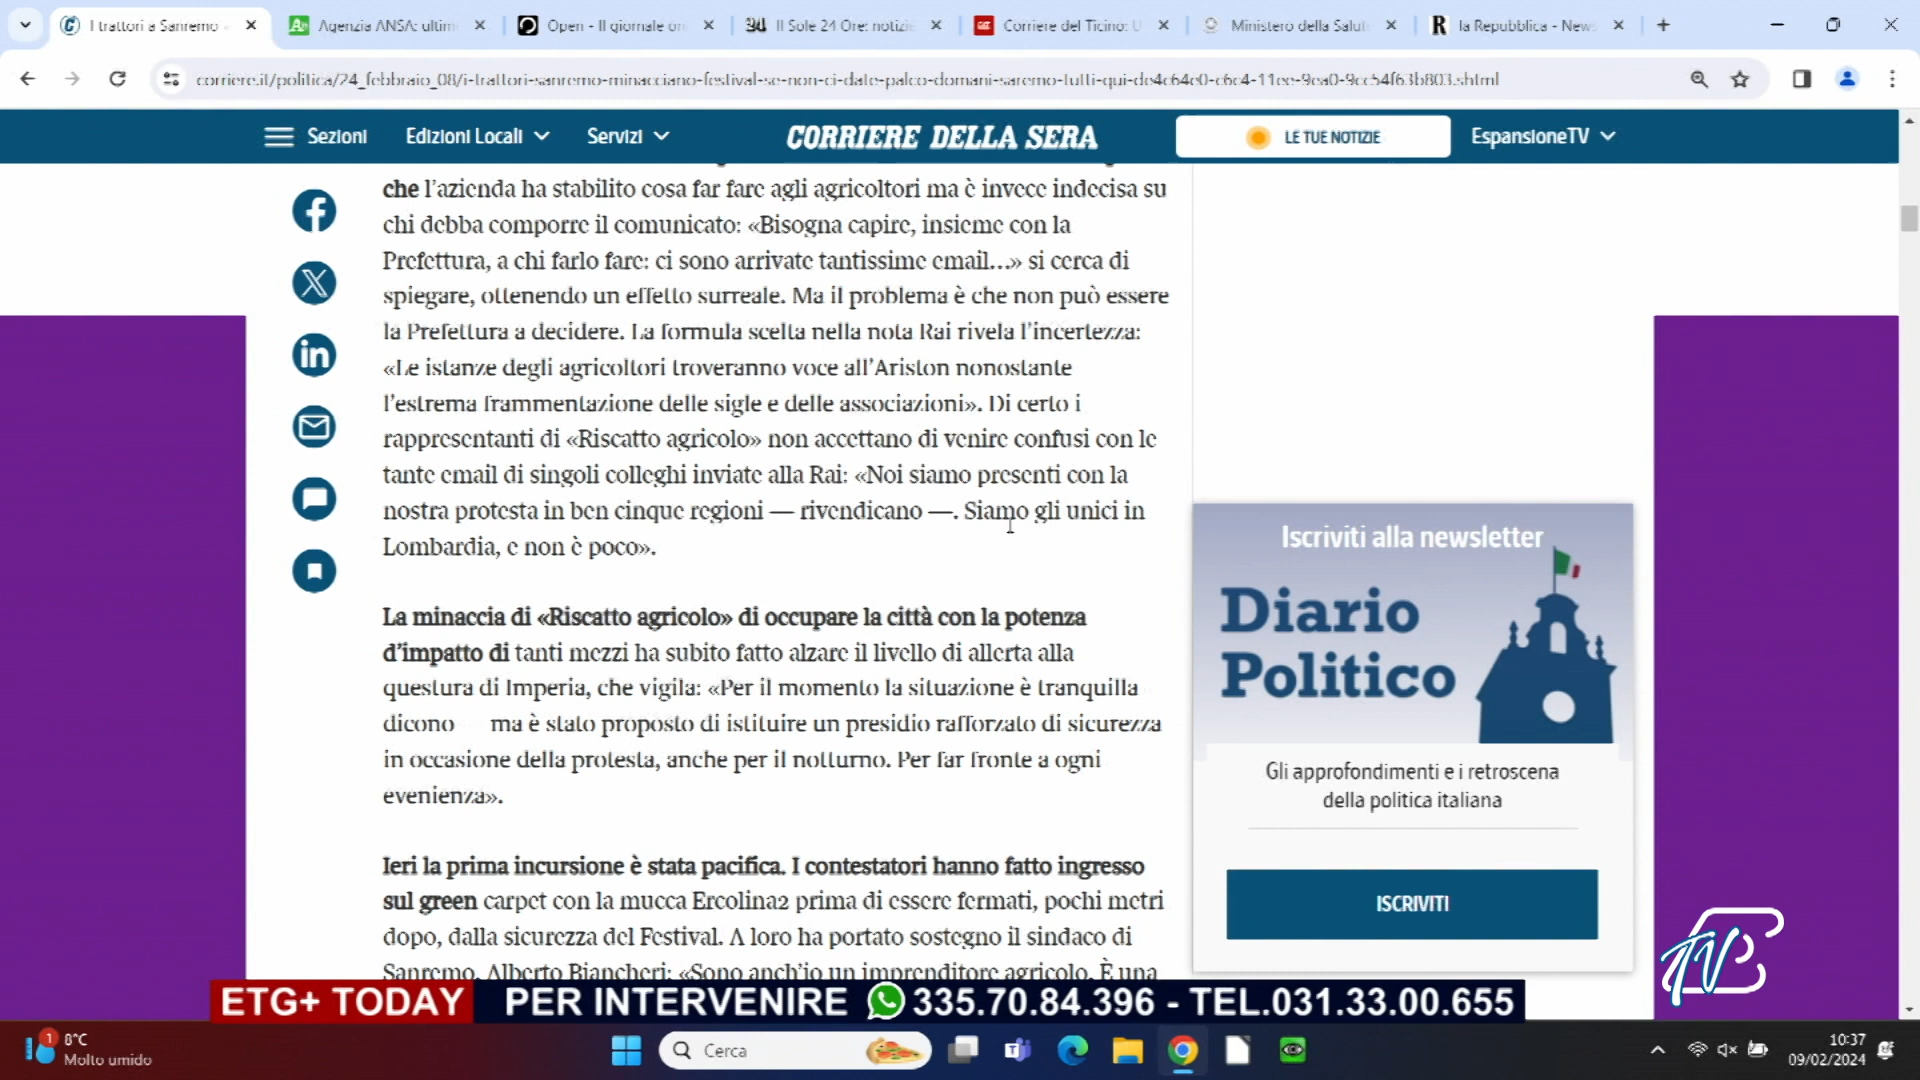 I trattori a Sanremo
Agenzia ANSA: ultim
Open - Il giornale on
Il Sole 24 Ore: notizie
Corriere del Ticino: U
Ministero della Salut
la Repubblica - News
corriere.it/politica/24_febbraio_08/i-trattori-sanremo-minacciano-festival-se-non-ci-date-palco-domani-saremo-tutti-qui-de4c64e0-c6c4-11ee-9ea0-9cc54f63b803.shtml
Sezioni
Edizioni Locali
Servizi
CORRIERE DELLA SERA
LE TUE NOTIZIE
EspansioneTV
che l'azienda ha stabilito cosa far fare agli agricoltori ma è invece indecisa su
chi debba comporre il comunicato: «Bisogna capire, insieme con la
Prefettura, a chi farlo fare: ci sono arrivate tantissime email...» si cerca di
spiegare, ottenendo un effetto surreale. Ma il problema è che non può essere
la Prefettura a decidere. La formula scelta nella nota Rai rivela l'incertezza:
«Le istanze degli agricoltori troveranno voce all'Ariston nonostante
l'estrema frammentazione delle sigle e delle associazioni». Di certo i
rappresentanti di «Riscatto agricolo» non accettano di venire confusi con le
tante email di singoli colleghi inviate alla Rai: «Noi siamo presenti con la
nostra protesta in ben cinque regioni — rivendicano —. Siamo gli unici in
Lombardia, e non è poco».
La minaccia di «Riscatto agricolo» di occupare la città con la potenza
d'impatto di tanti mezzi ha subito fatto alzare il livello di allerta alla
questura di Imperia, che vigila: «Per il momento la situazione è tranquilla
dicono ma è stato proposto di istituire un presidio rafforzato di sicurezza
in occasione della protesta, anche per il notturno. Per far fronte a ogni
evenienza».
Ieri la prima incursione è stata pacifica. I contestatori hanno fatto ingresso
sul green carpet con la mucca Ercolina2 prima di essere fermati, pochi metri
dopo, dalla sicurezza del Festival. A loro ha portato sostegno il sindaco di
Sanremo, Alberto Biancheri: «Sono anch'io un imprenditore agricolo. È una
Iscriviti alla newsletter
Diario
Politico
Gli approfondimenti e i retroscena
della politica italiana
ISCRIVITI
ETG+ TODAY
PER INTERVENIRE 335.70.84.396 - TEL.031.33.00.655
1
8°C
Molto umido
Cerca
10:37
09/02/2024